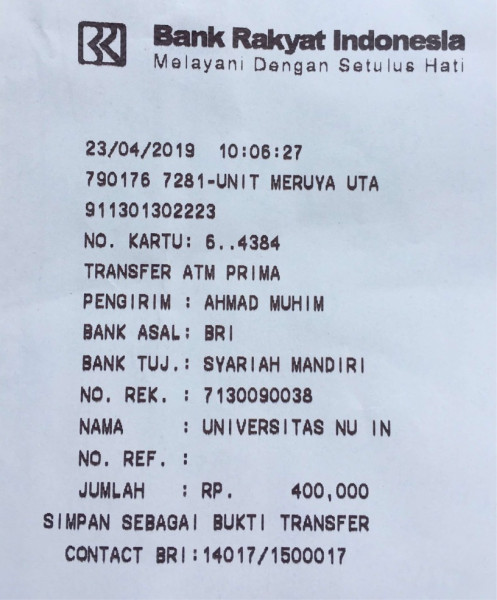 Bank Rakyat Indonesia
Melayani Dengan Setulus Hati
23/04/2019 10:06:27
790176 7281-UNIT MERUYA UTA
911301302223
NO. KARTU: 6..4384
TRANSFER ATM PRIMA
PENGIRIM : AHMAD MUHIM
BANK ASAL: BRI
BANK TUJ.: SYARIAH MANDIRI
NO. REK. : 7130090038
NAMA : UNIVERSITAS NU IN
NO. REF. :
JUMLAH : RP. 400,000
SIMPAN SEBAGAI BUKTI TRANSFER
CONTACT BRI:14017/1500017